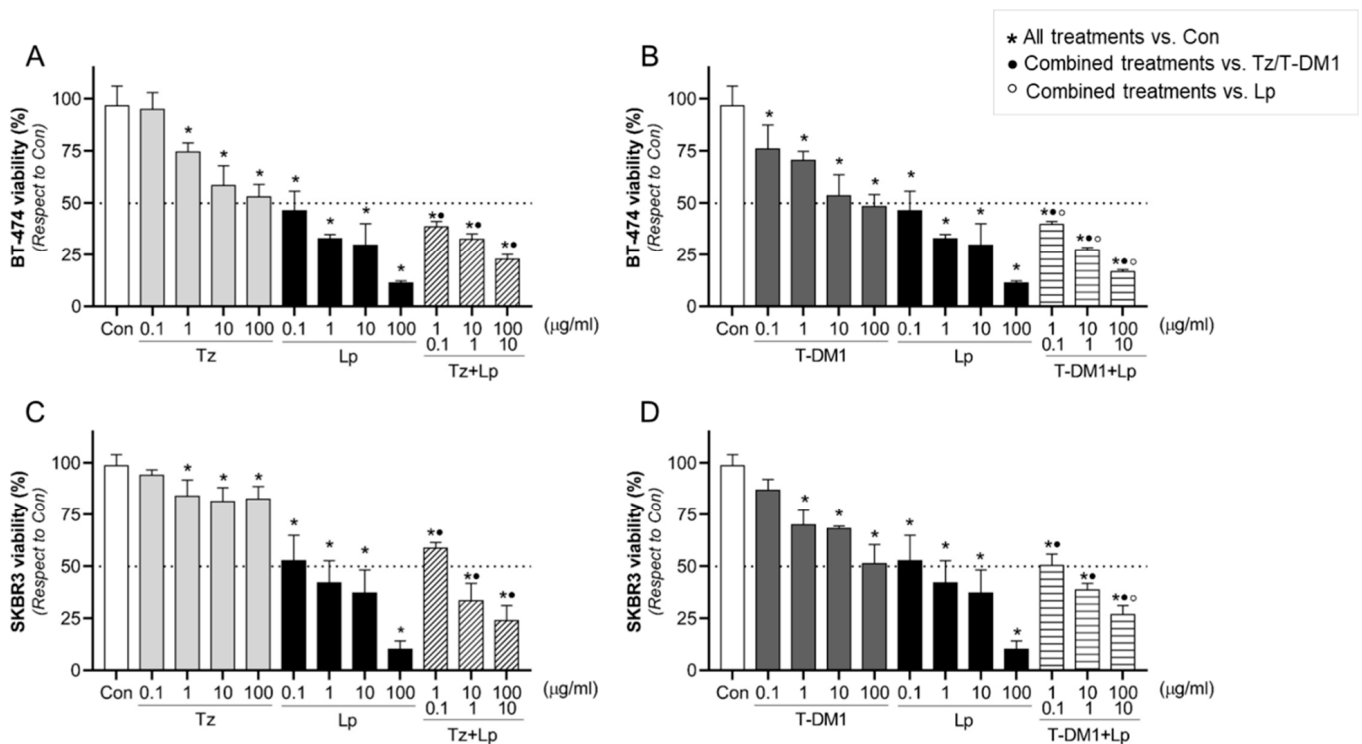 * All treatments vs. Con
● Combined treatments vs. Tz/T-DM1
○ Combined treatments vs. Lp
A
BT-474 viability (%)
(Respect to Con)
100
75
50
25
0
* * * * * * * *● *● *●
Con 0.1 1 10 100 0.1 1 10 100 1 10 100 (µg/ml)
0.1 1 10
Tz Lp Tz+Lp
B
BT-474 viability (%)
(Respect to Con)
100
75
50
25
0
* * * * * * * * *●○ *●○ *●○
Con 0.1 1 10 100 0.1 1 10 100 1 10 100 (µg/ml)
0.1 1 10
T-DM1 Lp T-DM1+Lp
C
SKBR3 viability (%)
(Respect to Con)
100
75
50
25
0
* * * * * * * *● *● *●
Con 0.1 1 10 100 0.1 1 10 100 1 10 100 (µg/ml)
0.1 1 10
Tz Lp Tz+Lp
D
SKBR3 viability (%)
(Respect to Con)
100
75
50
25
0
* * * * * * * *● *● *●○
Con 0.1 1 10 100 0.1 1 10 100 1 10 100 (µg/ml)
0.1 1 10
T-DM1 Lp T-DM1+Lp